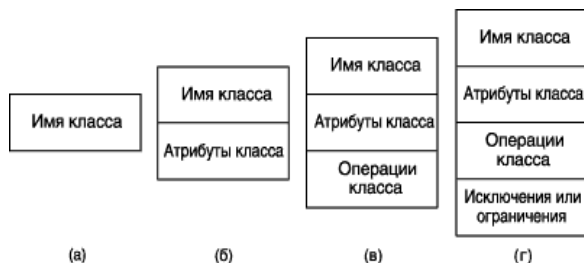 Имя класса
(а)
Имя класса
Атрибуты класса
(б)
Имя класса
Атрибуты класса
Операции
класса
(в)
Имя класса
Атрибуты класса
Операции
класса
Исключения или
ограничения
(г)